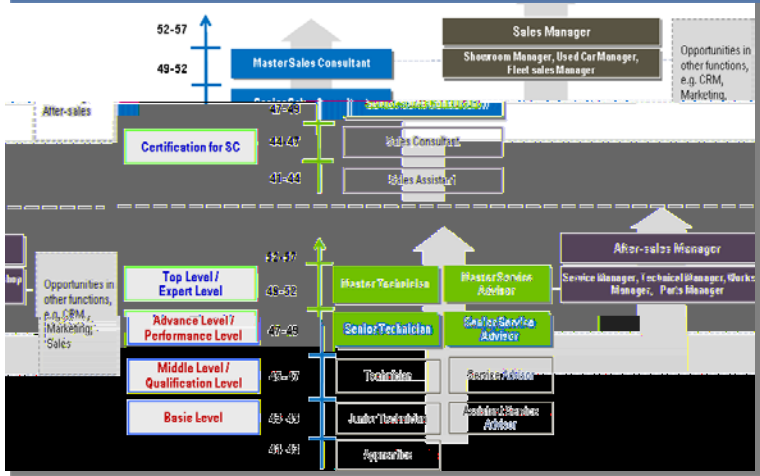 52-57
Sales Manager
Master Sales Consultant
49-52
Showroom Manager, Used Car Manager,
Fleet sales Manager
Opportunities in
other functions,
e.g. CRM,
Marketing,
After-sales
47-49
Certification for SC
44-47
Sales Consultant
41-44
Sales Assistant
52-57
After-sales Manager
Top Level /
Expert Level
49-52
Master Technician
Master Service
Advisor
Service Manager, Technical Manager, Works
Manager, Parts Manager
Opportunities in
other functions,
e.g. CRM,
Marketing,
Sales
Advance Level /
Performance Level
Senior Technician
Senior Service
Advisor
Middle Level /
Qualification Level
Technician
Service Advisor
Basic Level
Junior Technician
Assistant Service
Advisor
Apprentice